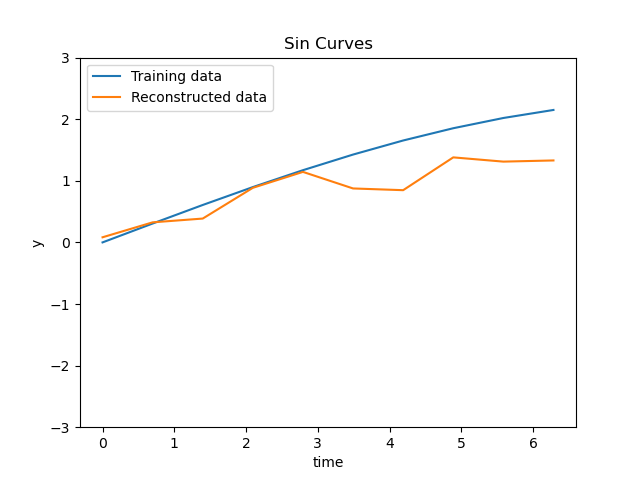 Sin Curves
Training data
Reconstructed data
3
2
1
0
−1
−2
−3
y
0 1 2 3 4 5 6
time